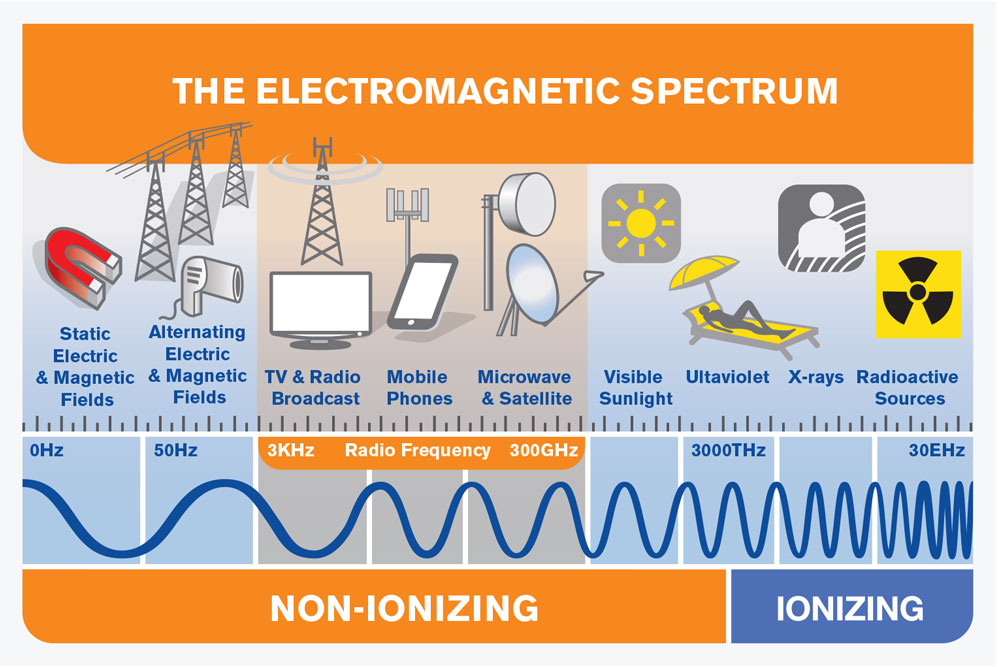 THE ELECTROMAGNETIC SPECTRUM
Static
Electric
& Magnetic
Fields
Alternating
Electric
& Magnetic
Fields
TV & Radio
Broadcast
Mobile
Phones
Microwave
& Satellite
Visible
Sunlight
Ultaviolet
X-rays
Radioactive
Sources
0Hz
50Hz
3KHz
Radio Frequency
300GHz
3000THz
30EHz
NON-IONIZING
IONIZING